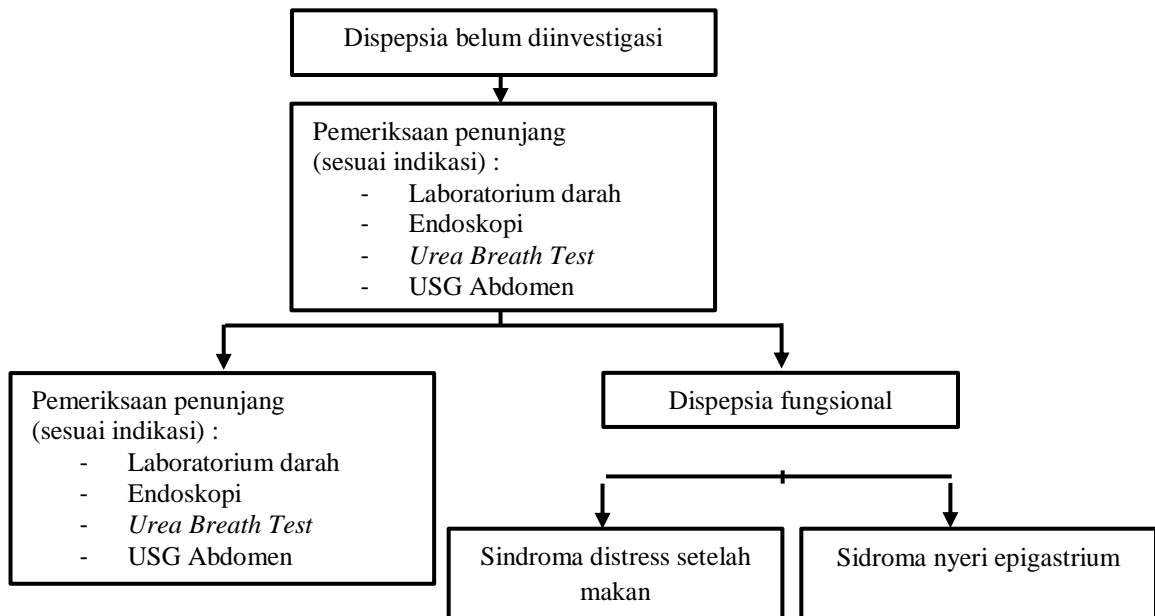 Dispepsia belum diinvestigasi
Pemeriksaan penunjang
(sesuai indikasi) :
- Laboratorium darah
- Endoskopi
- Urea Breath Test
- USG Abdomen
Pemeriksaan penunjang
(sesuai indikasi) :
- Laboratorium darah
- Endoskopi
- Urea Breath Test
- USG Abdomen
Dispepsia fungsional
Sindroma distress setelah
makan
Sidroma nyeri epigastrium